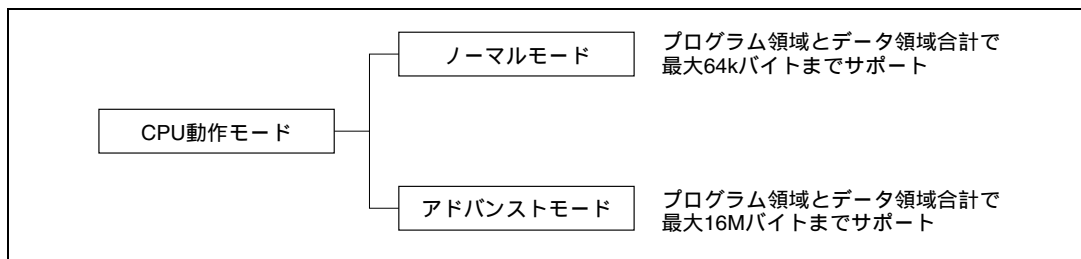 ノーマルモード
プログラム領域とデータ領域合計で
最大64kバイトまでサポート
CPU動作モード
アドバンストモード
プログラム領域とデータ領域合計で
最大16Mバイトまでサポート